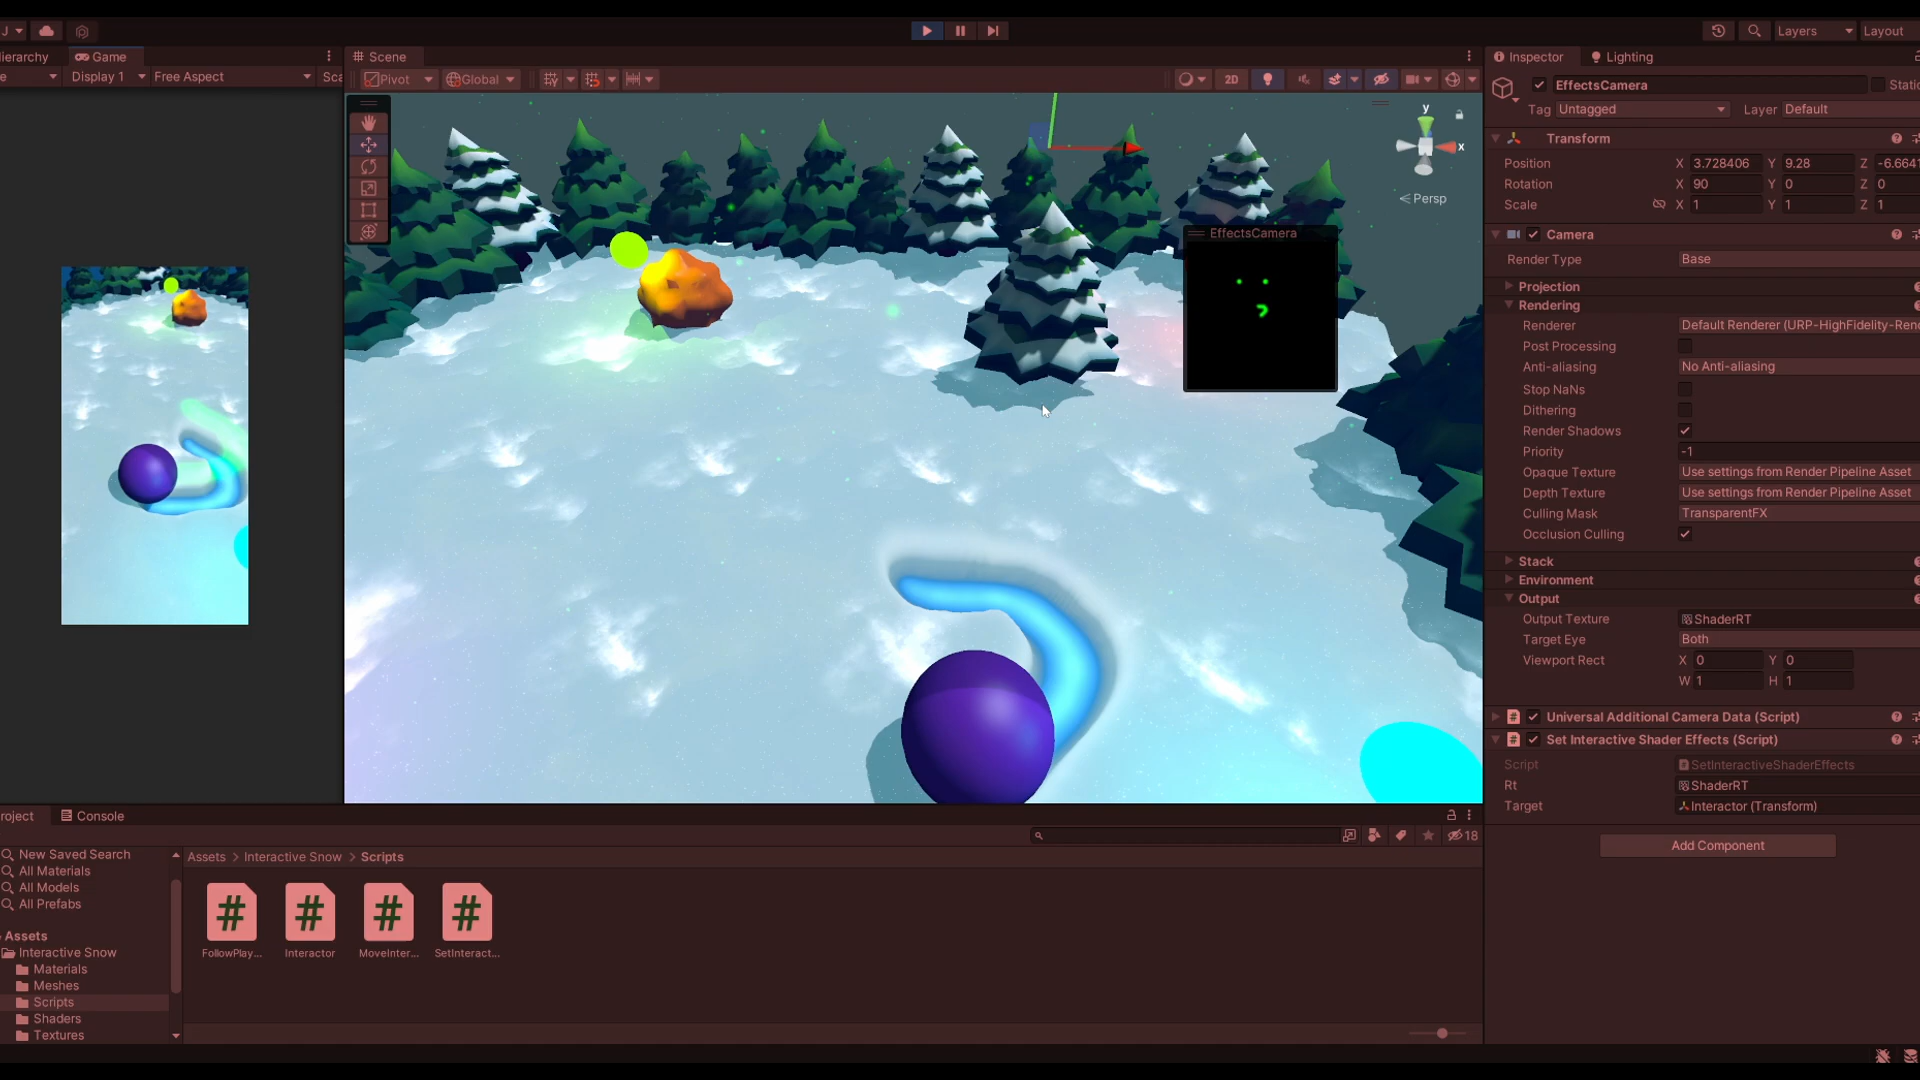 J
Layers
Layout
ierarchy
Game
Scene
Inspector
Lighting
e
Display 1
Free Aspect
Sca
Pivot
Global
2D
EffectsCamera
Static
Tag Untagged
Layer Default
Transform
Position X 3.728406 Y 9.28 Z -6.6641
Rotation X 90 Y 0 Z 0
Scale X 1 Y 1 Z 1
y
x
Persp
EffectsCamera
Camera
Render Type Base
Projection
Rendering
Renderer Default Renderer (URP-HighFidelity-Rend
Post Processing
Anti-aliasing No Anti-aliasing
Stop NaNs
Dithering
Render Shadows
Priority -1
Opaque Texture Use settings from Render Pipeline Asset
Depth Texture Use settings from Render Pipeline Asset
Culling Mask TransparentFX
Occlusion Culling
Stack
Environment
Output
Output Texture ShaderRT
Target Eye Both
Viewport Rect X 0 Y 0
W 1 H 1
Universal Additional Camera Data (Script)
Set Interactive Shader Effects (Script)
Script SetInteractiveShaderEffects
Rt ShaderRT
Target Interactor (Transform)
Add Component
roject
Console
18
New Saved Search
All Materials
All Models
All Prefabs
Assets
Interactive Snow
Materials
Meshes
Scripts
Shaders
Textures
Assets > Interactive Snow > Scripts
FollowPlay...
Interactor
MoveInter...
SetInteract...